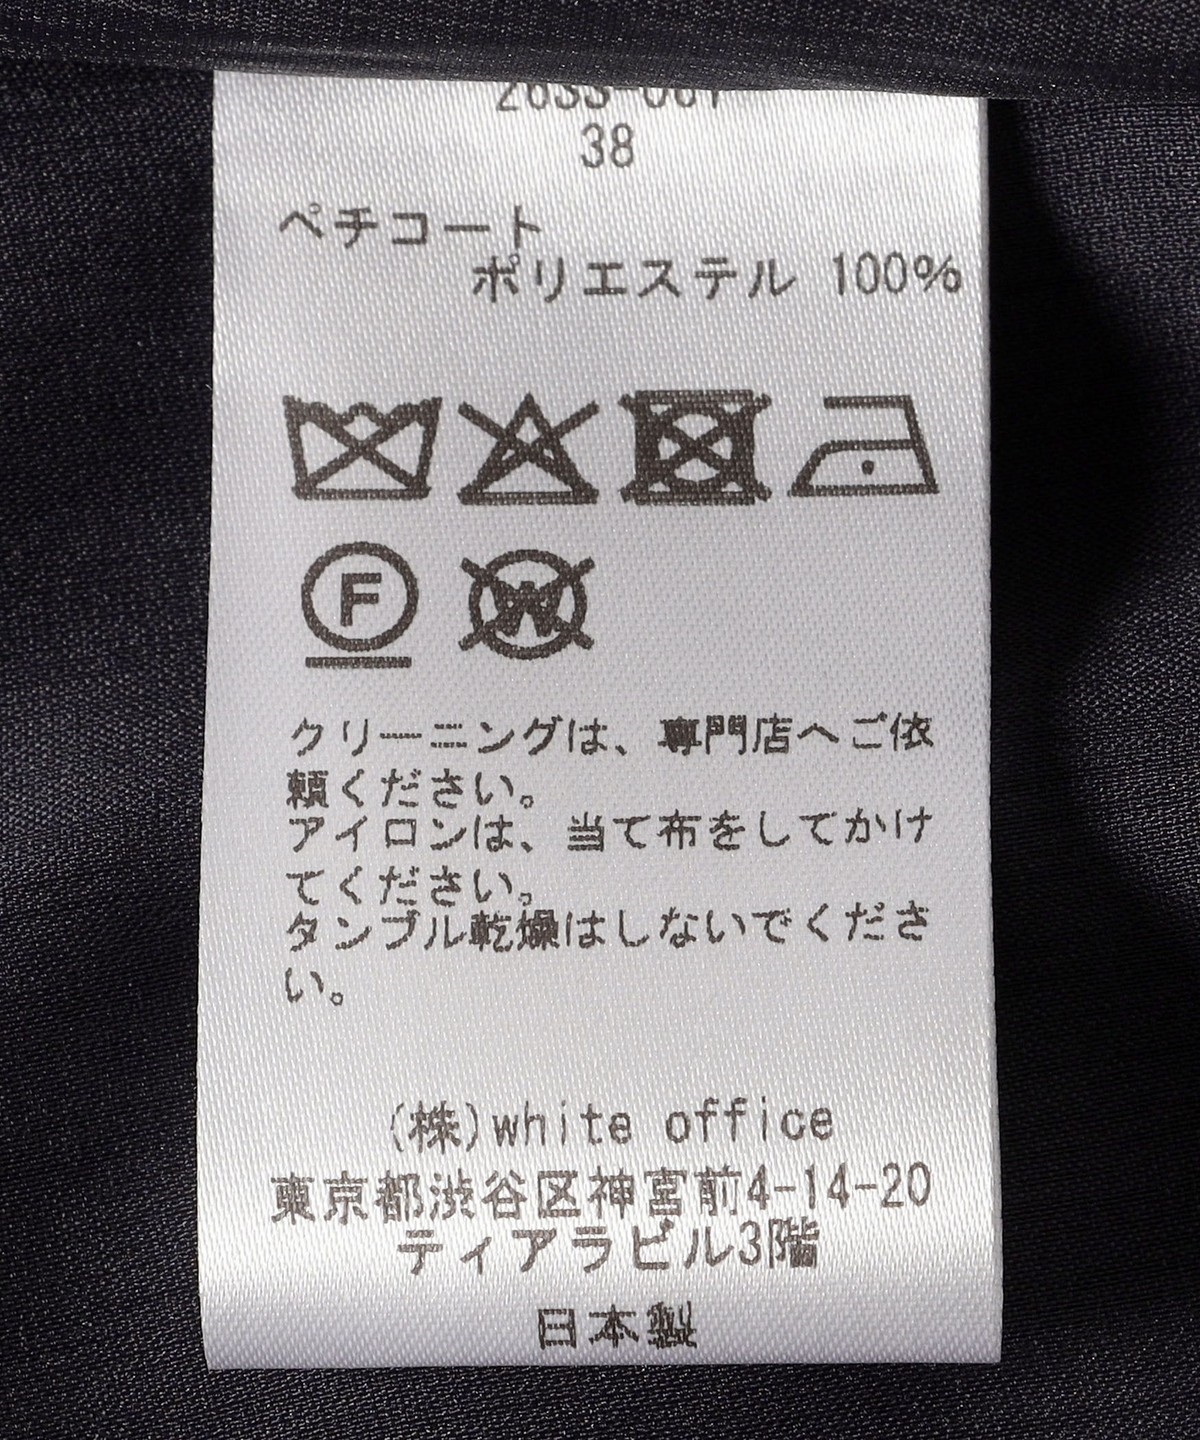 38
ペチコート
ポリエステル 100%
F
W
クリーニングは、専門店へご依
頼ください。
アイロンは、当て布をしてかけ
てください。
タンブル乾燥はしないでくださ
い。
(株)white office
東京都渋谷区神宮前4-14-20
ティアラビル3階
日本製